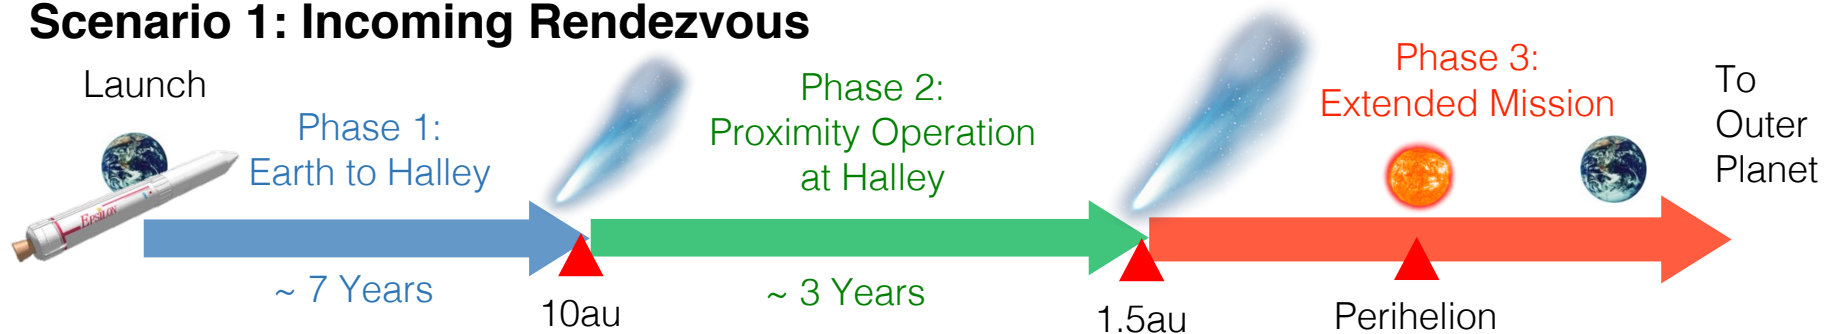 Scenario 1: Incoming Rendezvous
Launch
EPSILON
Phase 1:
Earth to Halley
~ 7 Years
10au
Phase 2:
Proximity Operation
at Halley
~ 3 Years
1.5au
Phase 3:
Extended Mission
Perihelion
To
Outer
Planet